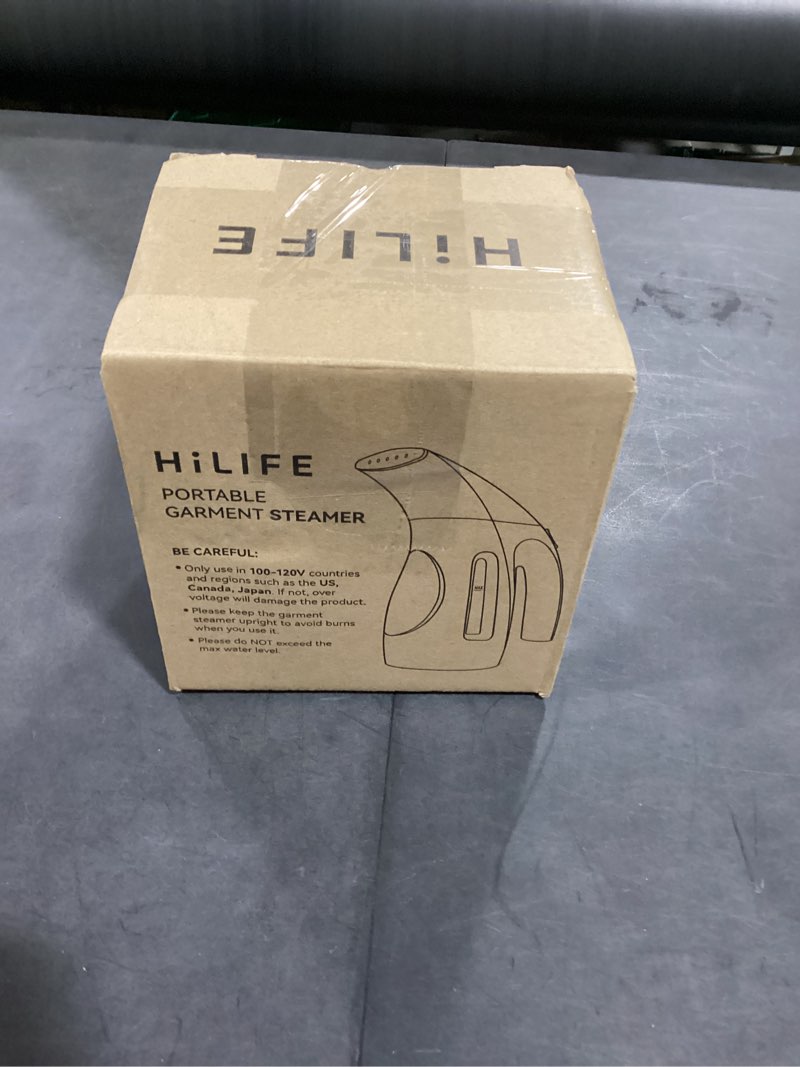 HiLIFE
HiLIFE
PORTABLE
GARMENT STEAMER
BE CAREFUL:
• Only use in 100-120V countries
and regions such as the US,
Canada, Japan. If not, over
voltage will damage the product.
• Please keep the garment
steamer upright to avoid burns
when you use it.
• Please do NOT exceed the
max water level.
MAX